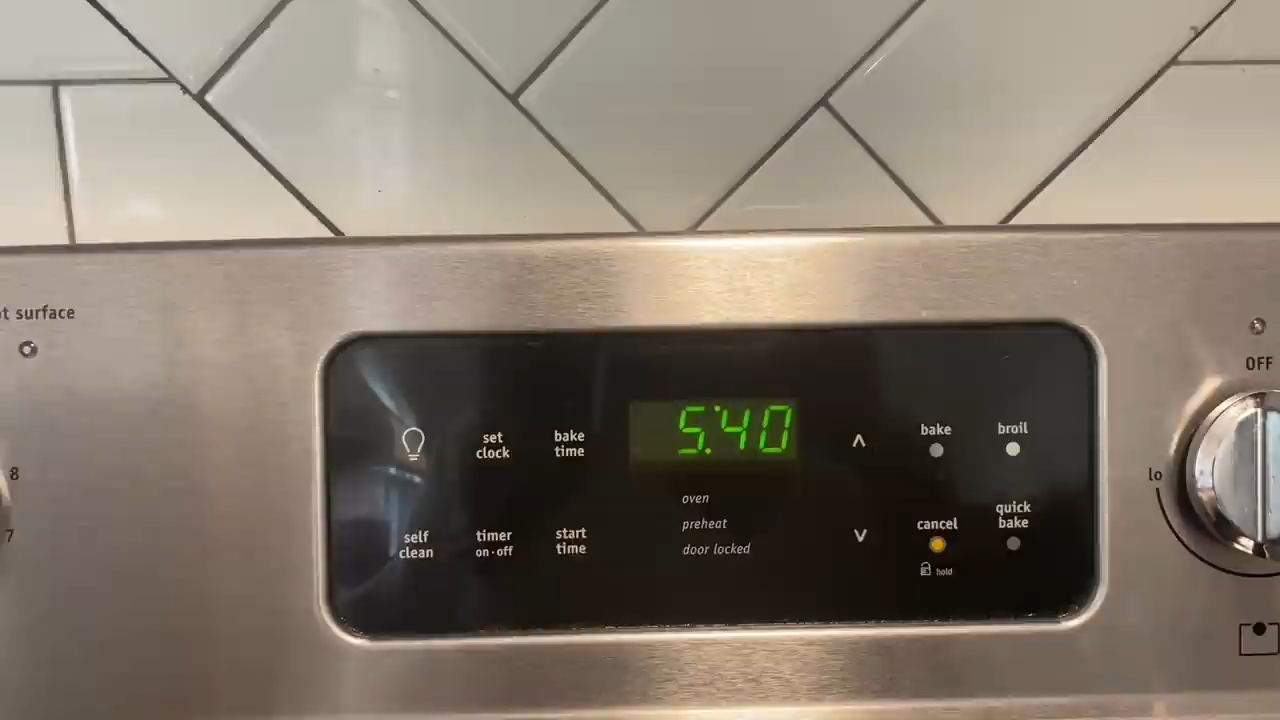 ot surface
OFF
5:40
set
clock
bake
time
bake
broil
8
lo
oven
preheat
door locked
quick
bake
7
self
clean
timer
on·off
start
time
cancel
hold